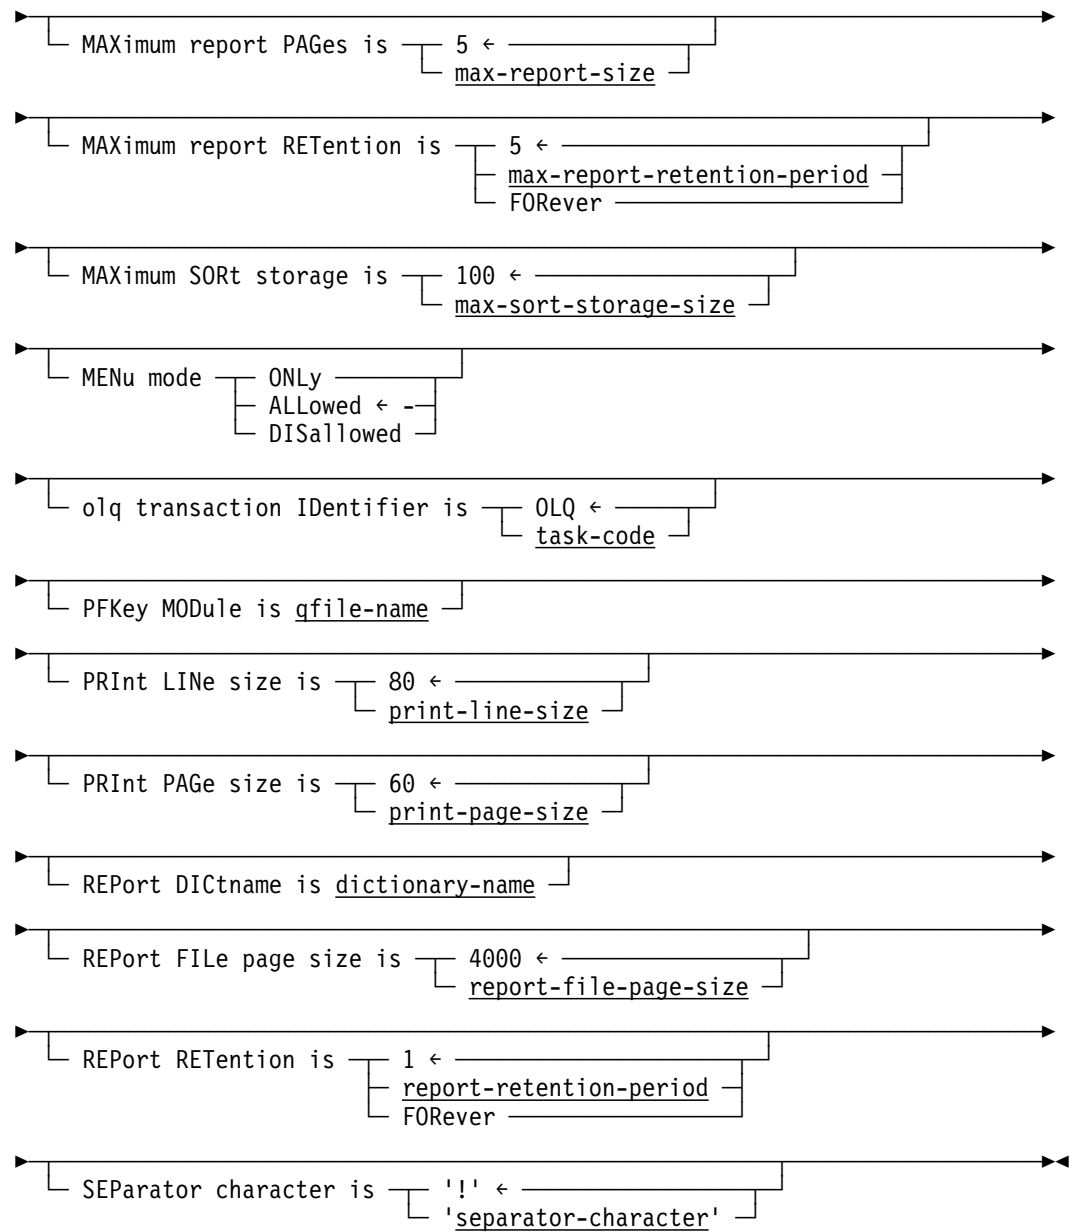 MAXimum report PAGes is 5 ←
max-report-size
MAXimum report RETention is 5 ←
max-report-retention-period
FORever
MAXimum SORt storage is 100 ←
max-sort-storage-size
MENu mode ONLy
ALLowed ← -
DISallowed
olq transaction IDentifier is OLQ ←
task-code
PFKey MODule is qfile-name
PRInt LINe size is 80 ←
print-line-size
PRInt PAGe size is 60 ←
print-page-size
REPort DICtname is dictionary-name
REPort FILe page size is 4000 ←
report-file-page-size
REPort RETention is 1 ←
report-retention-period
FORever
SEParator character is '!' ←
'separator-character'